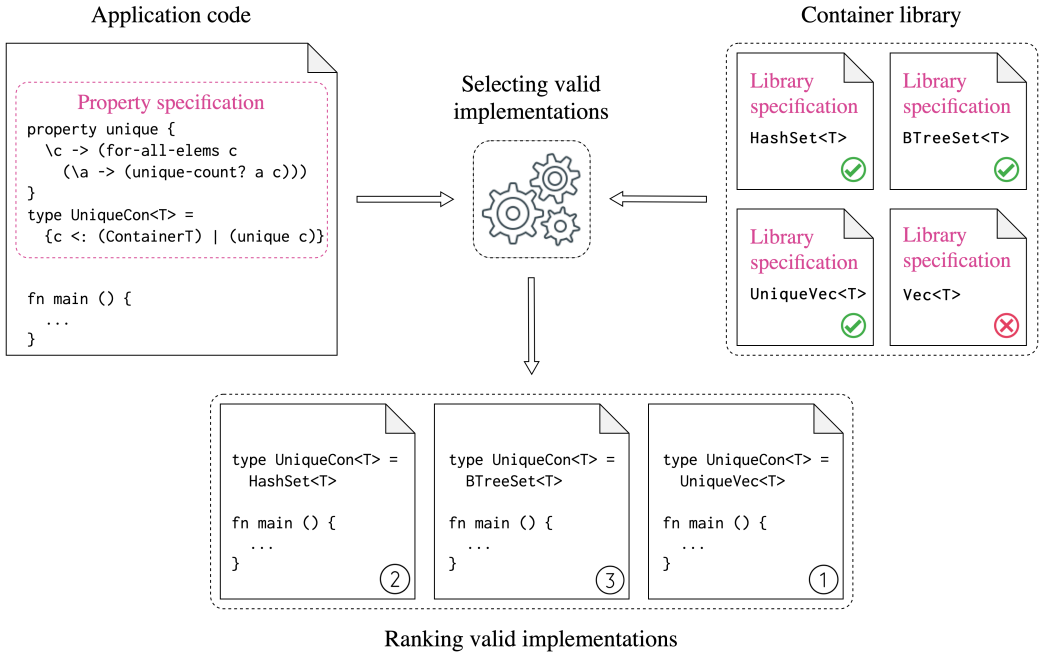 Application code
Property specification
property unique {
\c -> (for-all-elems c
(\a -> (unique-count? a c)))
}
type UniqueCon<T> =
{c <: (ContainerT) | (unique c)}
fn main () {
...
}
Selecting valid
implementations
Container library
Library
specification
HashSet<T>
Library
specification
BTreeSet<T>
Library
specification
UniqueVec<T>
Library
specification
Vec<T>
type UniqueCon<T> =
HashSet<T>
fn main () {
...
}
2
type UniqueCon<T> =
BTreeSet<T>
fn main () {
...
}
3
type UniqueCon<T> =
UniqueVec<T>
fn main () {
...
}
1
Ranking valid implementations